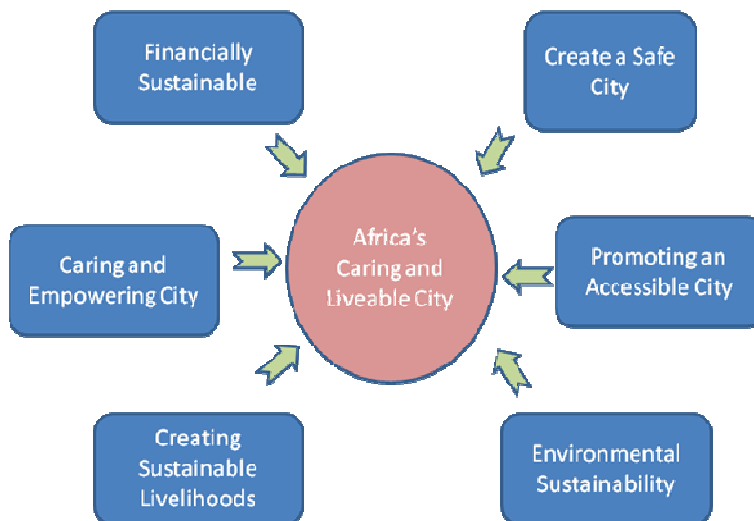 Financially
Sustainable
Create a Safe
City
Caring and
Empowering City
Africa's
Caring and
Liveable City
Promoting an
Accessible City
Creating
Sustainable
Livelihoods
Environmental
Sustainability